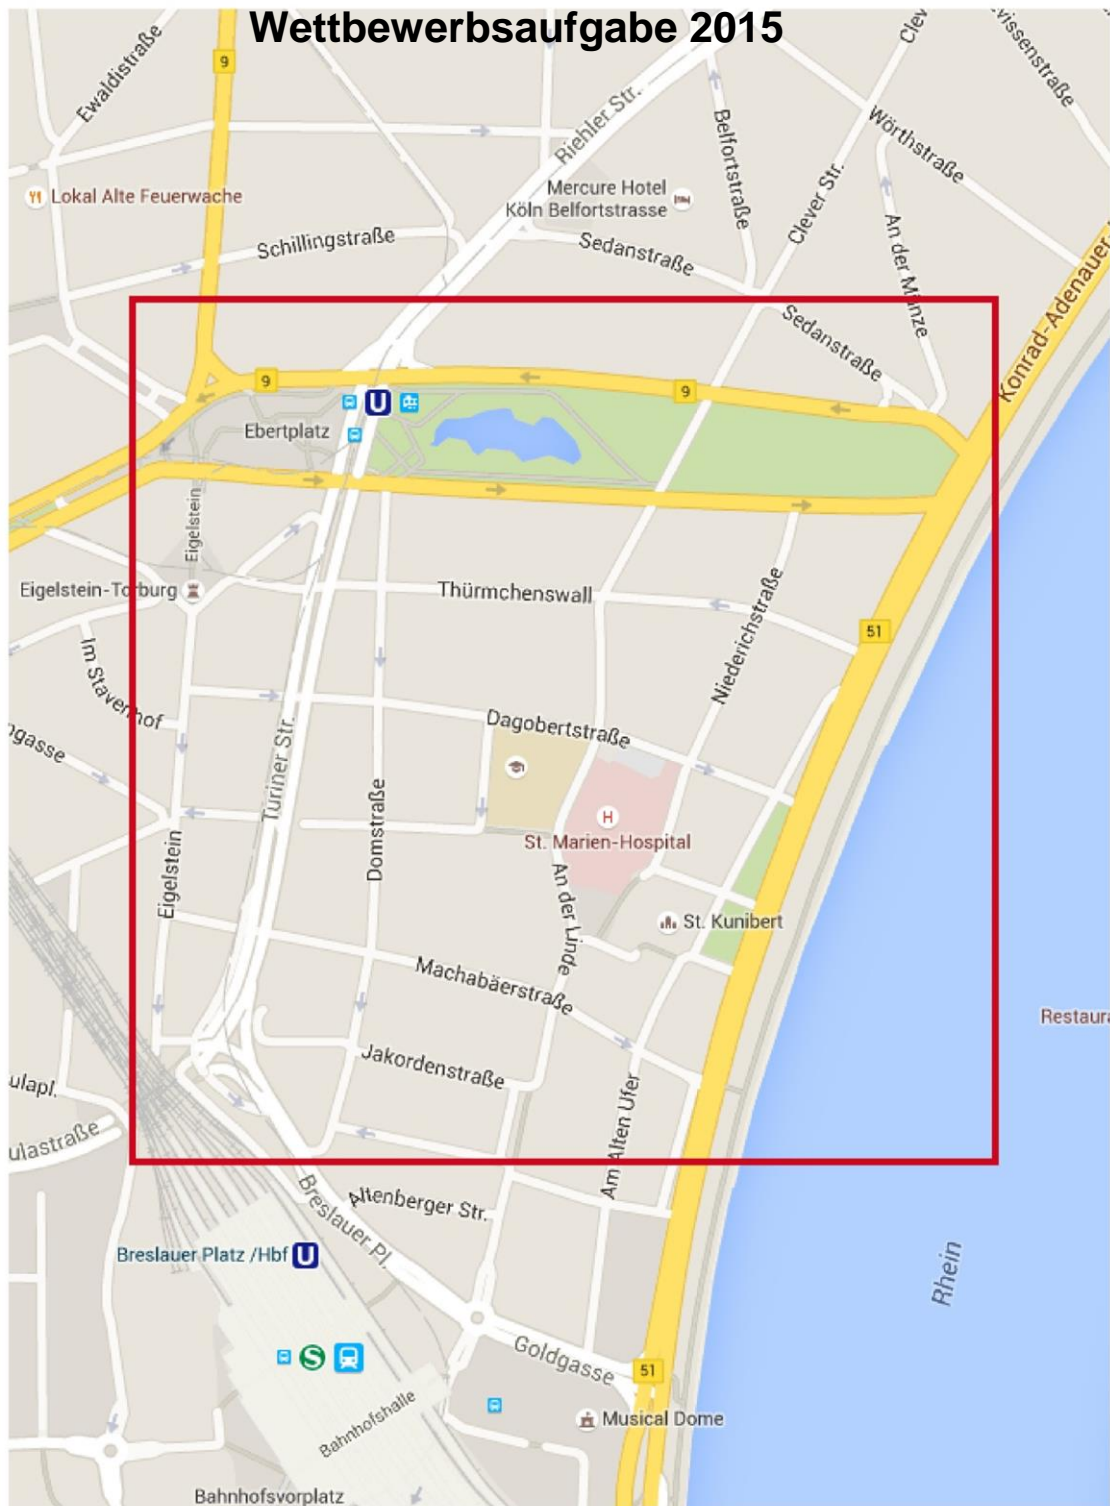 Wettbewerbsaufgabe 2015
9
Ewaldistraße
Riehler Str.
Belfortstraße
Wörthstraße
Lokal Alte Feuerwache
Mercure Hotel
Köln Belfortstrasse
Clever Str.
Schillingstraße
Sedanstraße
An der Münze
Sedanstraße
Konrad-Adenauer-
9
9
U
Ebertplatz
Eigelstein
Eigelstein-Torburg
Thürmchenswall
51
Niederichstraße
Im Stavenhof
Dagobertstraße
Turiner Str.
Domstraße
H
St. Marien-Hospital
Eigelstein
An der Linde
St. Kunibert
Machabäerstraße
Restaura
Jakordenstraße
ulapl.
Am Alten Ufer
ulastraße
Altenberger Str.
Breslauer Pl.
Breslauer Platz /Hbf U
Rhein
S
Goldgasse
51
Musical Dome
Bahnhofshalle
Bahnhofsvorplatz